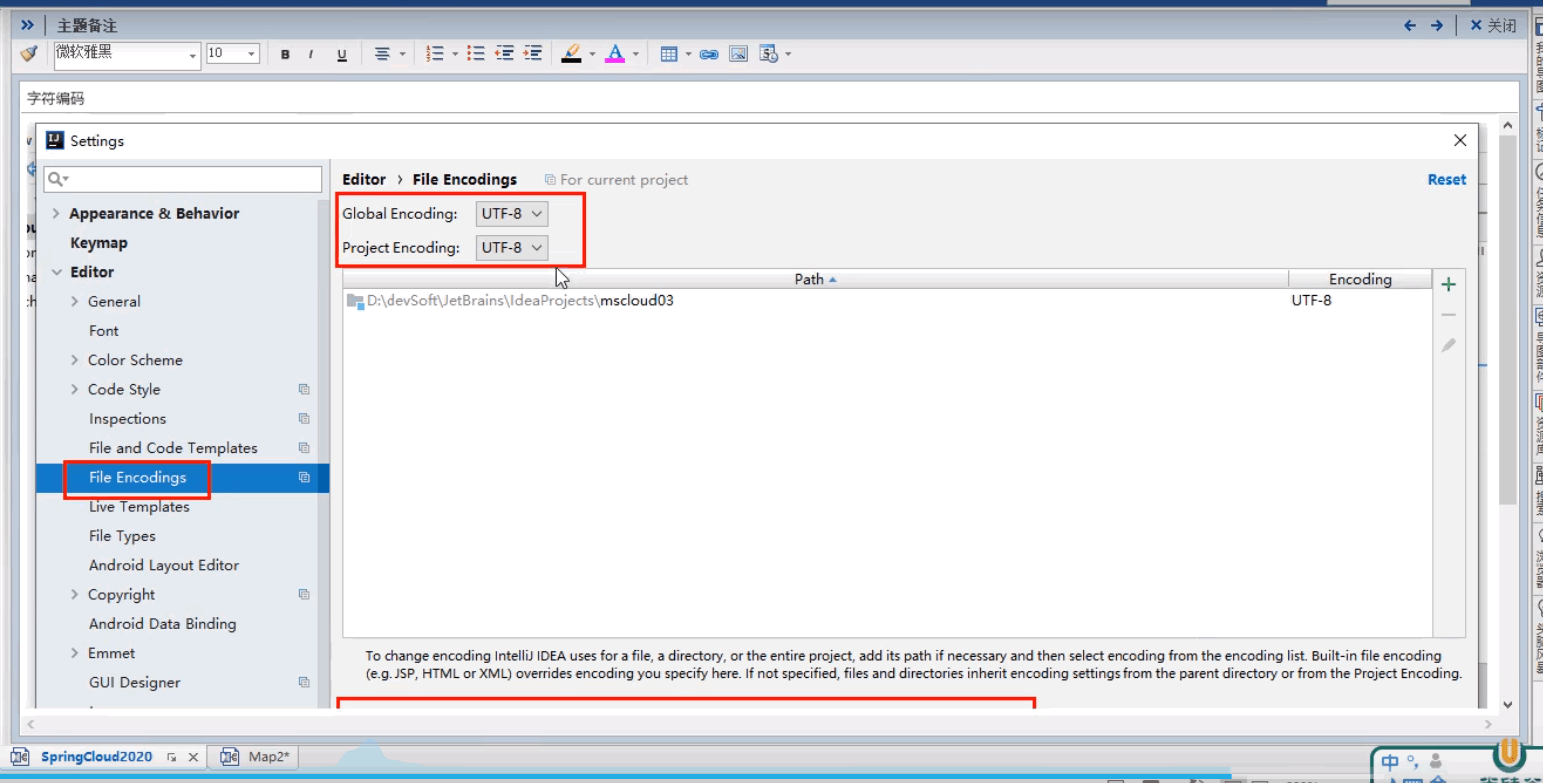 主题备注
关闭
微软雅黑
10
B I U
字符编码
Settings
Editor › File Encodings
For current project
Reset
Appearance & Behavior
Keymap
Editor
General
Font
Color Scheme
Code Style
Inspections
File and Code Templates
File Encodings
Live Templates
File Types
Android Layout Editor
Copyright
Android Data Binding
Emmet
GUI Designer
Global Encoding: UTF-8
Project Encoding: UTF-8
Path
Encoding
D:\devSoft\JetBrains\IdeaProjects\mscloud03
UTF-8
To change encoding IntelliJ IDEA uses for a file, a directory, or the entire project, add its path if necessary and then select encoding from the encoding list. Built-in file encoding
(e.g. JSP, HTML or XML) overrides encoding you specify here. If not specified, files and directories inherit encoding settings from the parent directory or from the Project Encoding.
SpringCloud2020
Map2*
中